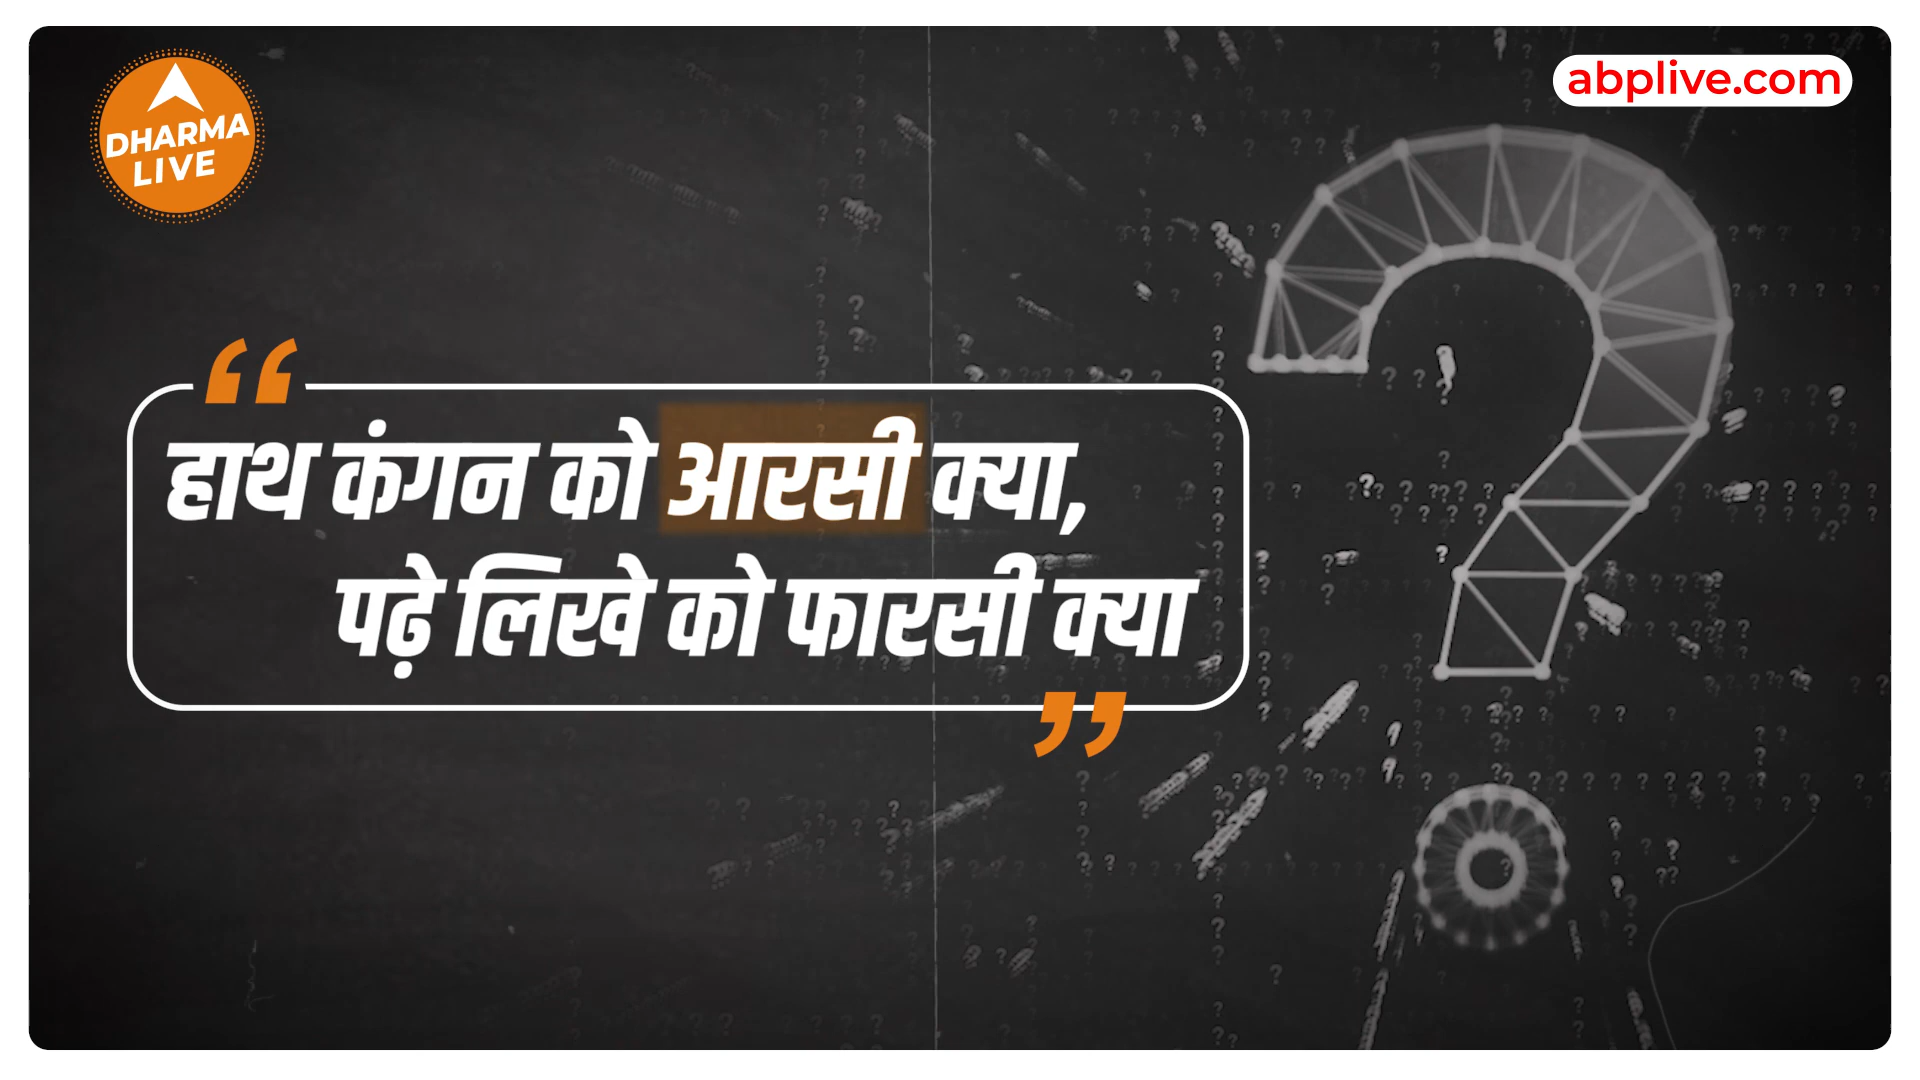 DHARMA
LIVE
abplive.com
“
हाथ कंगन को आरसी क्या,
पढ़े लिखे को फारसी क्या
”